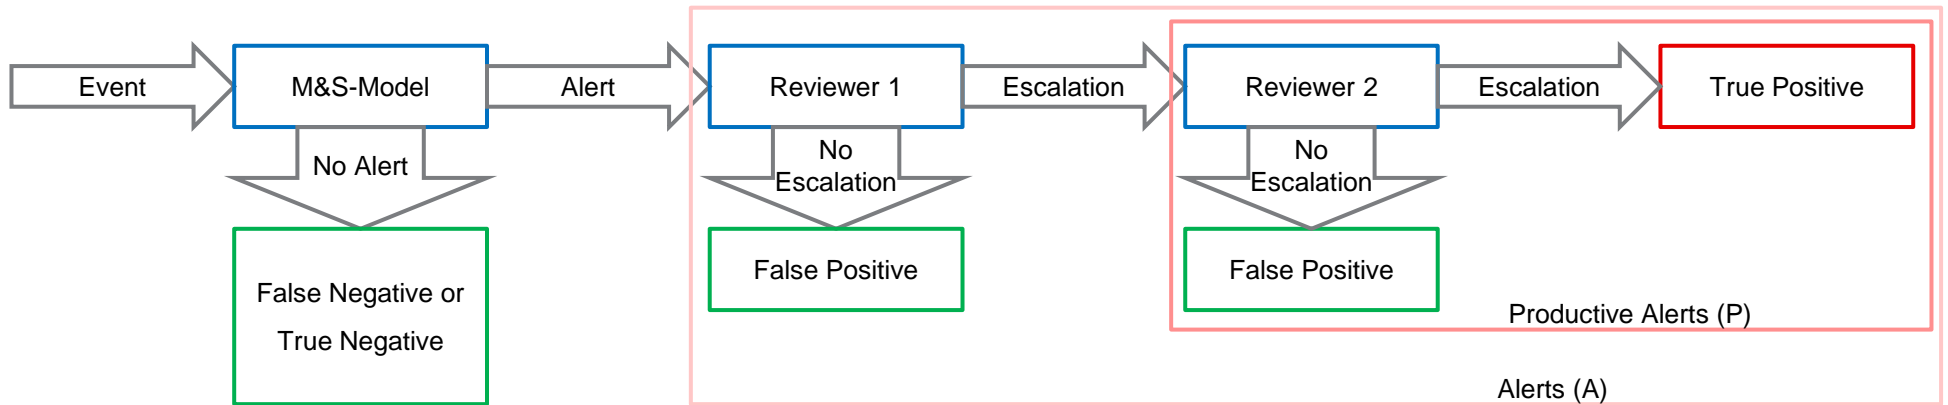 Event
M&S-Model
Alert
Reviewer 1
Escalation
Reviewer 2
Escalation
True Positive
No Alert
No
Escalation
No
Escalation
False Negative or
True Negative
False Positive
False Positive
Productive Alerts (P)
Alerts (A)